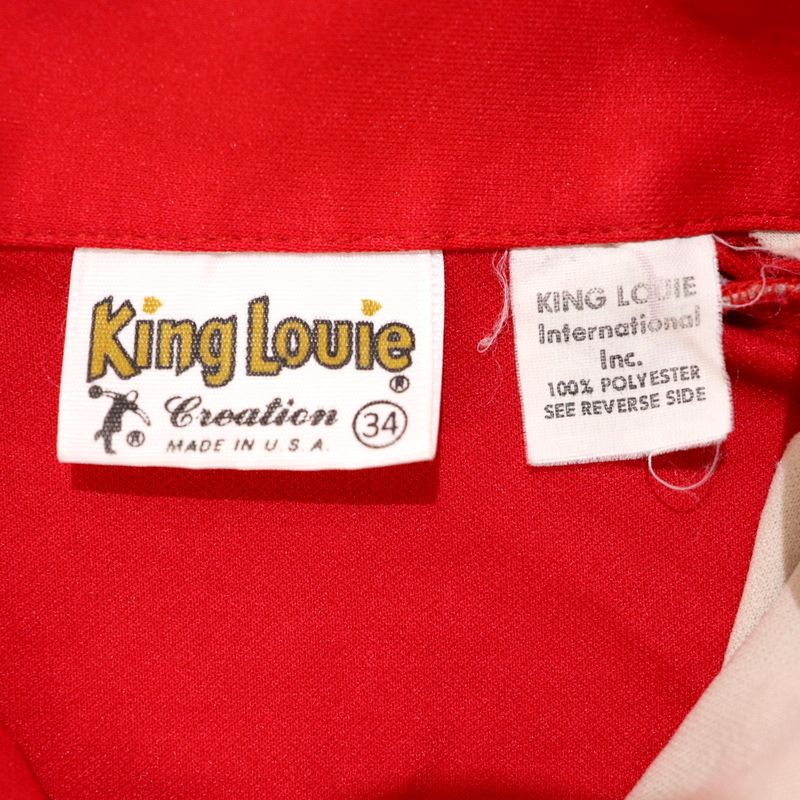 King Louie ®
® Creation 34
MADE IN U.S.A.
KING LOUIE
International
Inc.
100% POLYESTER
SEE REVERSE SIDE